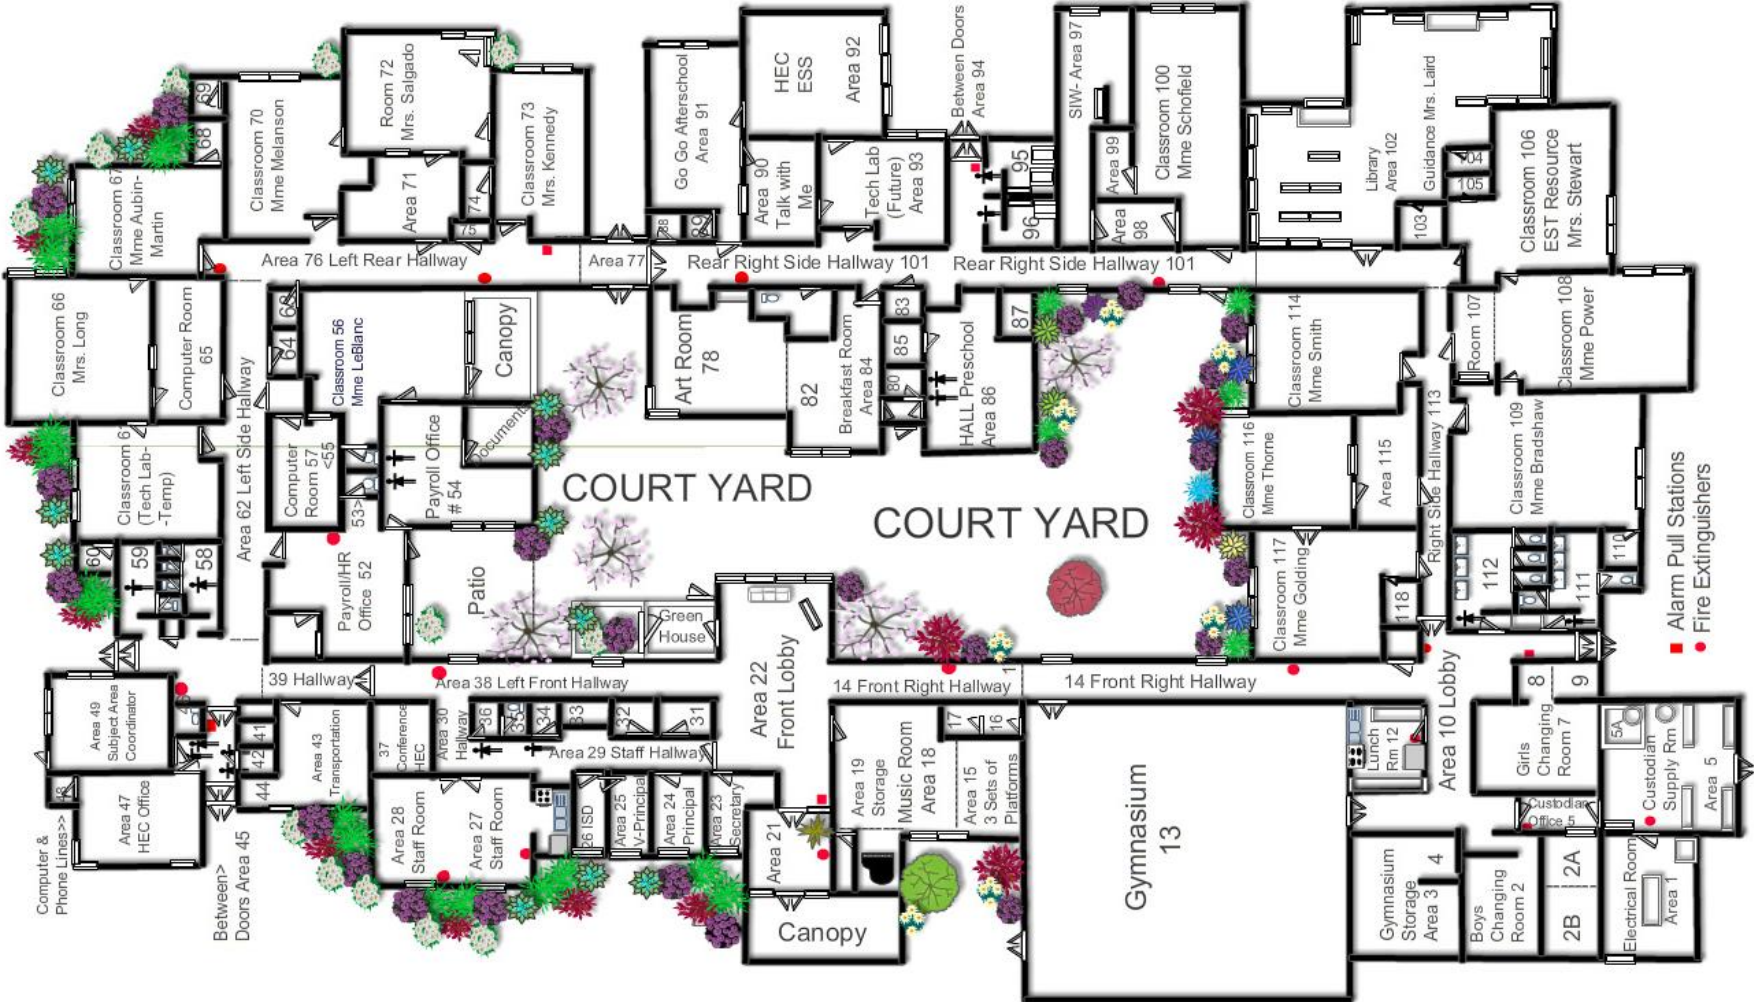 69
68
Classroom 70
Mme Melanson
Room 72
Mrs. Salgado
Area 71
74
75
Classroom 73
Mrs. Kennedy
Go Go Afterschool
Area 91
88
89
HEC
ESS
Area 92
Area 90
Talk with
Me
Tech Lab
(Future)
Area 93
Between Doors
Area 94
95
96
SIW- Area 97
Area 99
Area
98
Classroom 100
Mme Schofield
Library
Area 102
Guidance Mrs. Laird
104
105
103
Classroom 106
EST Resource
Mrs. Stewart
Classroom 67
Mme Aubin-
Martin
Area 76 Left Rear Hallway
Area 77
Rear Right Side Hallway 101
Rear Right Side Hallway 101
Classroom 66
Mrs. Long
Computer Room
65
Area 62 Left Side Hallway
64
Classroom 56
Mme LeBlanc
Canopy
Art Room
78
82
Breakfast Room
Area 84
83
85
80
HALL Preschool
Area 86
87
Classroom 114
Mme Smith
Room 107
Classroom 108
Mme Power
Classroom 61
(Tech Lab-
-Temp)
Computer
Room 57
<55
53>
Payroll Office
# 54
Documents
COURT YARD
COURT YARD
Classroom 116
Mme Thorne
Area 115
Right Side Hallway 113
Classroom 109
Mme Bradshaw
Alarm Pull Stations
Fire Extinguishers
60
59
58
Payroll/HR
Office 52
Patio
Green
House
Classroom 117
Mme Golding
118
112
111
110
Area 49
Subject Area
Coordinator
39 Hallway
Area 38 Left Front Hallway
Area 22
Front Lobby
14 Front Right Hallway
14 Front Right Hallway
Area 10 Lobby
8
9
41
42
44
Area 43
Transportation
37
Conference
HEC
Area 30
Hallway
36
35
34
33
32
31
Area 29 Staff Hallway
Area 19
Storage
Music Room
Area 18
17
16
Area 15
3 Sets of
Platforms
Gymnasium
13
Lunch
Rm 12
Girls
Changing
Room 7
5A
Custodian
Supply Rm
Area 5
48
Area 47
HEC Office
Computer &
Phone Lines>>
Between>
Doors Area 45
Area 28
Staff Room
Area 27
Staff Room
26 ISD
Area 25
V-Principal
Area 24
Principal
Area 23
Secretary
Area 21
Canopy
Custodian
Office 5
Gymnasium
Storage
Area 3
4
Boys
Changing
Room 2
2A
2B
Electrical Room
Area 1